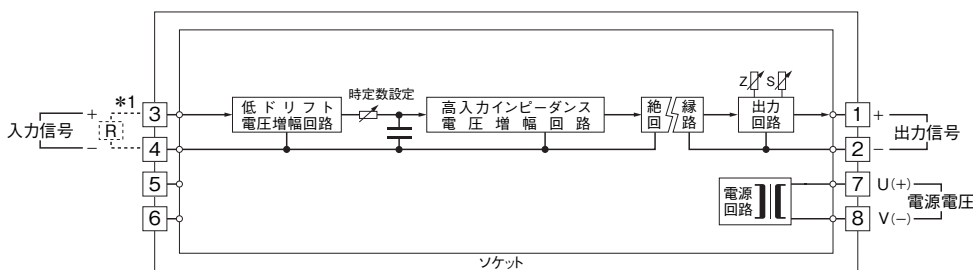 Z S
時定数設定
*1
入力信号
+
R
−
3
4
5
6
低ドリフト
電圧増幅回路
高入力インピーダンス
電圧増幅回路
絶縁
回路
出力
回路
1
+
2
−
出力信号
電源
回路
7
U(+)
8
V(−)
電源電圧
ソケット